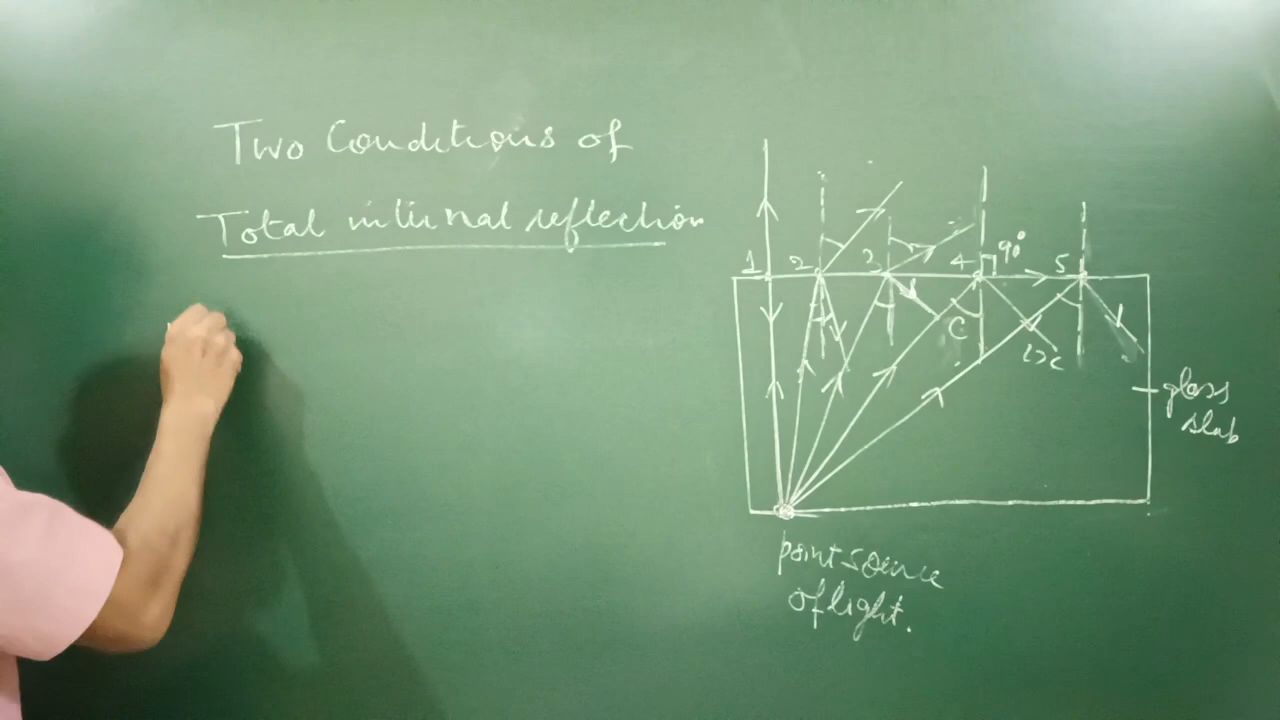 Two Conditions of
Total internal reflection
1 2 3 4 90° 5
C
i>c
glass
slab
point source
of light.